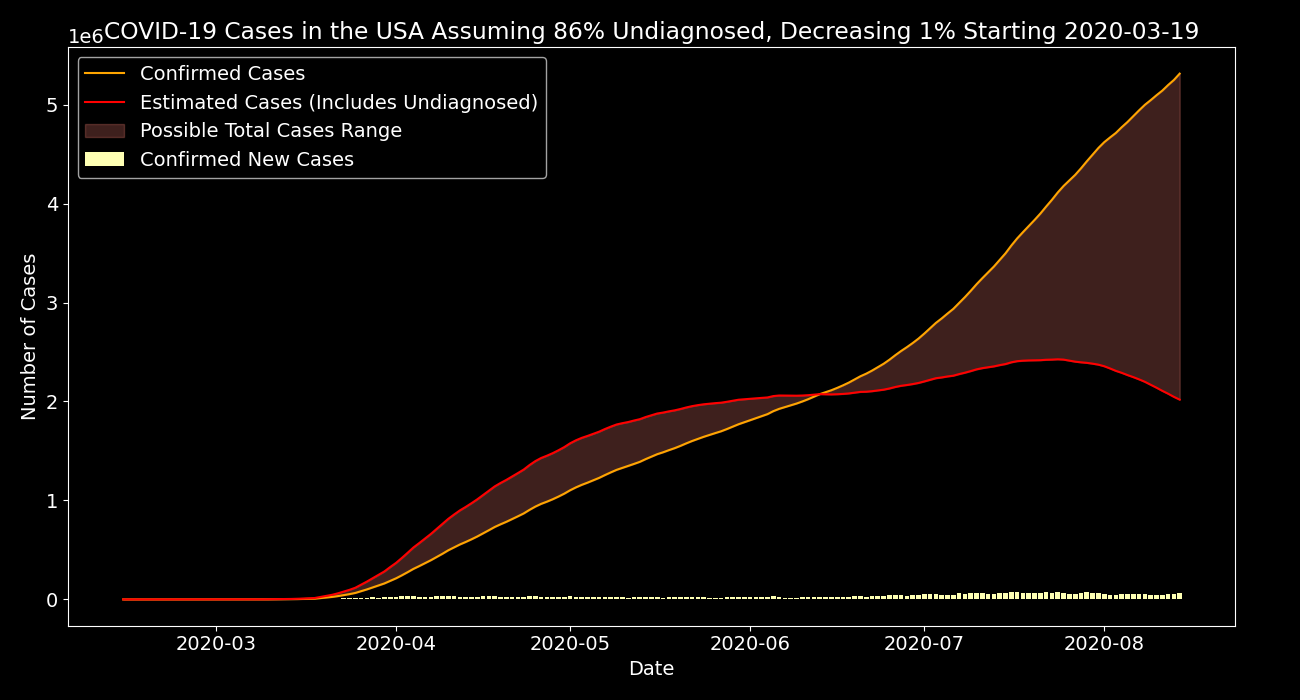 COVID-19 Cases in the USA Assuming 86% Undiagnosed, Decreasing 1% Starting 2020-03-19
1e6
Confirmed Cases
Estimated Cases (Includes Undiagnosed)
Possible Total Cases Range
Confirmed New Cases
5
4
3
2
1
0
Number of Cases
2020-03 2020-04 2020-05 2020-06 2020-07 2020-08
Date